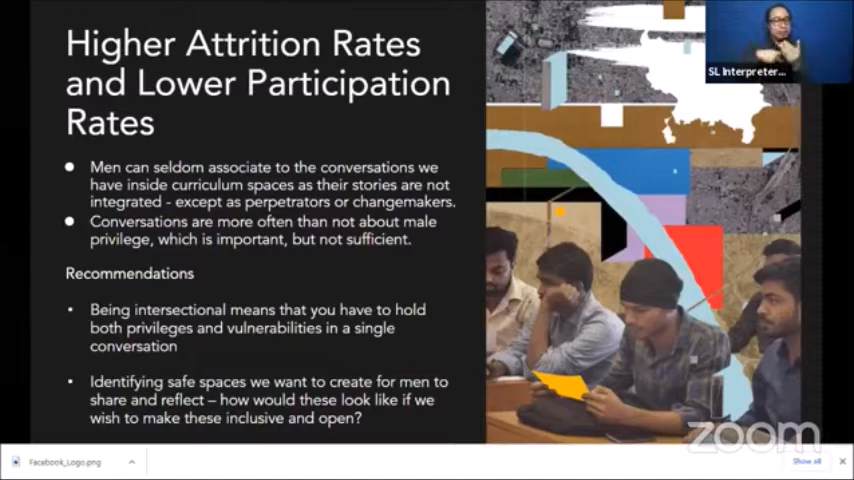 Higher Attrition Rates
and Lower Participation
Rates
SL Interpreter...
● Men can seldom associate to the conversations we
have inside curriculum spaces as their stories are not
integrated - except as perpetrators or changemakers.
● Conversations are more often than not about male
privilege, which is important, but not sufficient.
Recommendations
• Being intersectional means that you have to hold
both privileges and vulnerabilities in a single
conversation
• Identifying safe spaces we want to create for men to
share and reflect – how would these look like if we
wish to make these inclusive and open?
zoom
Facebook_Logo.png
Show all